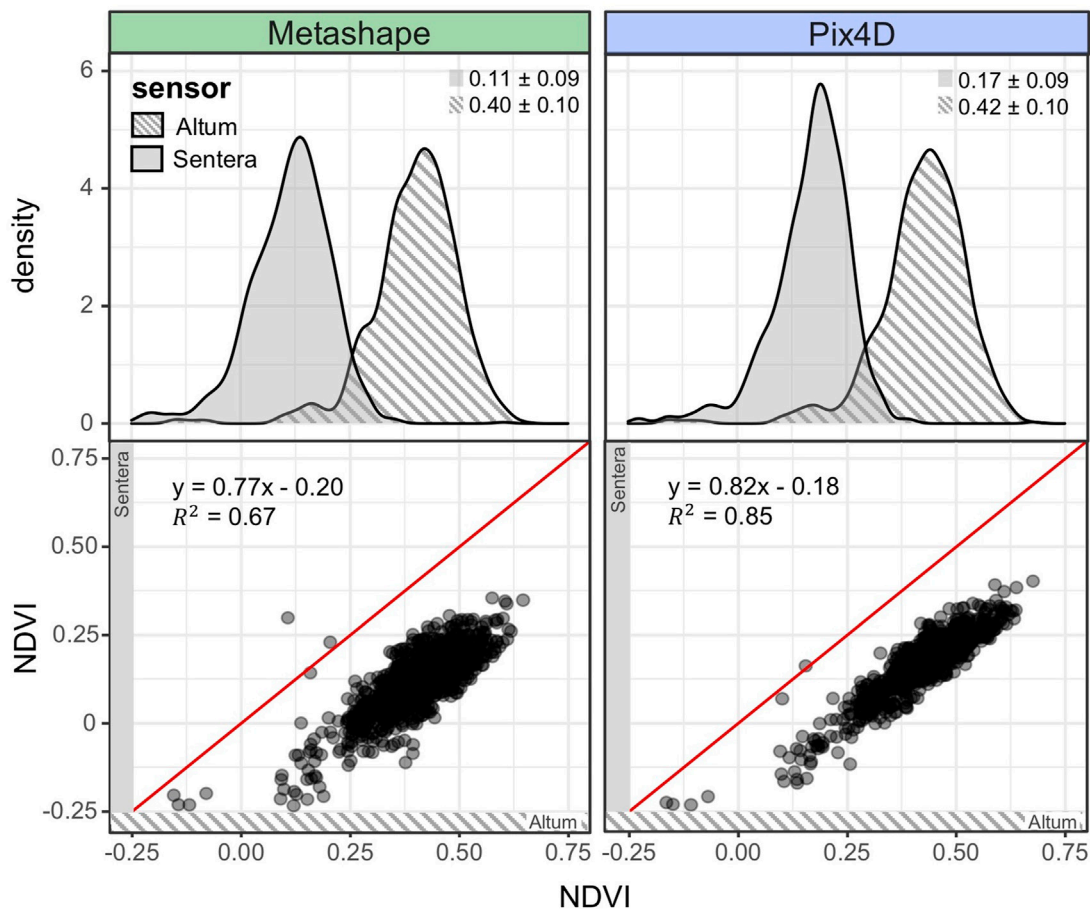 Metashape
Pix4D
sensor
Altum
Sentera
0.11 ± 0.09
0.40 ± 0.10
0.17 ± 0.09
0.42 ± 0.10
density
6
4
2
0
Sentera
y = 0.77x - 0.20
R² = 0.67
Sentera
y = 0.82x - 0.18
R² = 0.85
NDVI
0.75
0.50
0.25
0
-0.25
Altum
Altum
-0.25 0.00 0.25 0.50 0.75
-0.25 0.00 0.25 0.50 0.75
NDVI